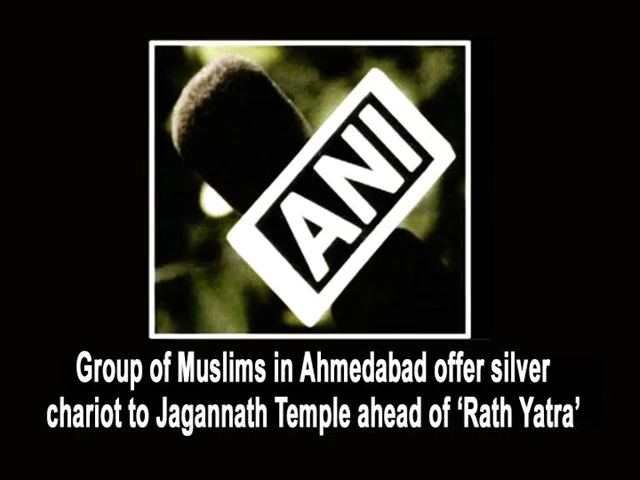 ANI
Group of Muslims in Ahmedabad offer silver
chariot to Jagannath Temple ahead of ‘Rath Yatra’